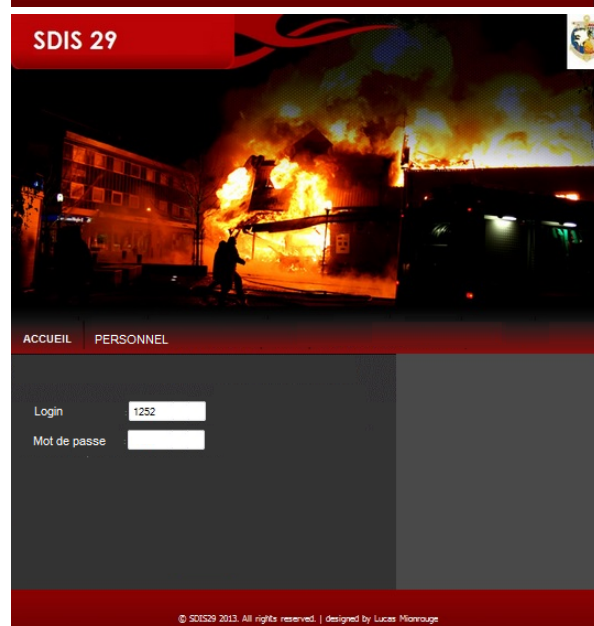 SDIS 29
ACCUEIL PERSONNEL
Login 1252
Mot de passe
© SDIS29 2013. All rights reserved. | designed by Lucas Mionrouge